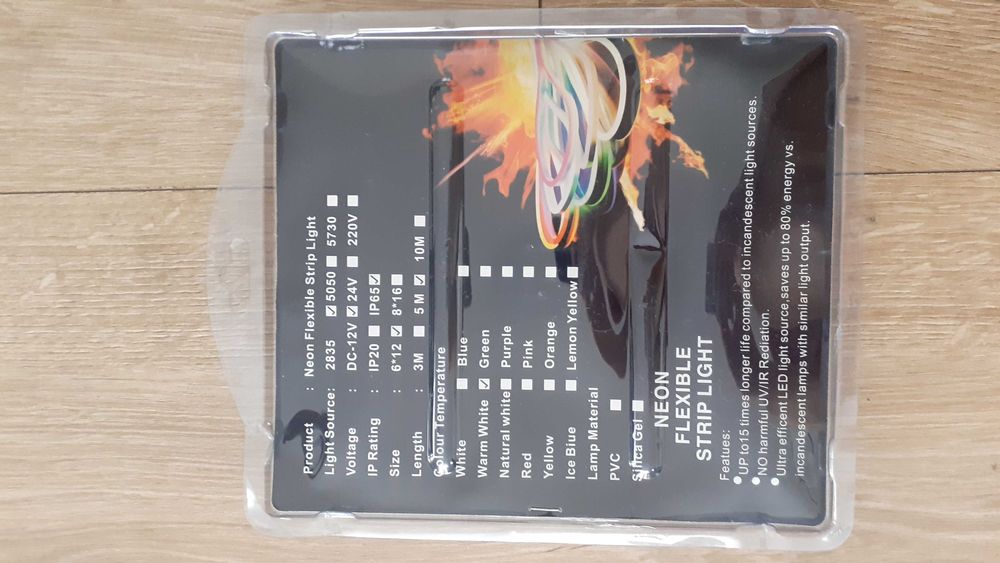 Product : Neon Flexible Strip Light
Light Source: 2835 ☑ 5050 ☐ 5730 ☐
Voltage : DC-12V ☑ 24V ☐ 220V ☐
IP Rating : IP20 ☐ IP65 ☑
Size : 6*12 ☑ 8*16 ☐
Length : 3M ☐ 5 M ☑ 10M ☐
Colour Temperature
White ☐ Blue ☐
Warm White ☑ Green ☐
Natural white ☐ Purple ☐
Red ☐ Pink ☐
Yellow ☐ Orange ☐
Ice Blue ☐ Lemon Yellow ☐
Lamp Material
PVC ☐
Silica Gel ☐
NEON
FLEXIBLE
STRIP LIGHT
Featues:
●UP to15 times longer life compared to incandescent light sources.
●NO harmful UV/IR Rediation.
●Ultra efficent LED light source,saves up to 80% energy vs.
incandescent lamps with similar light output.